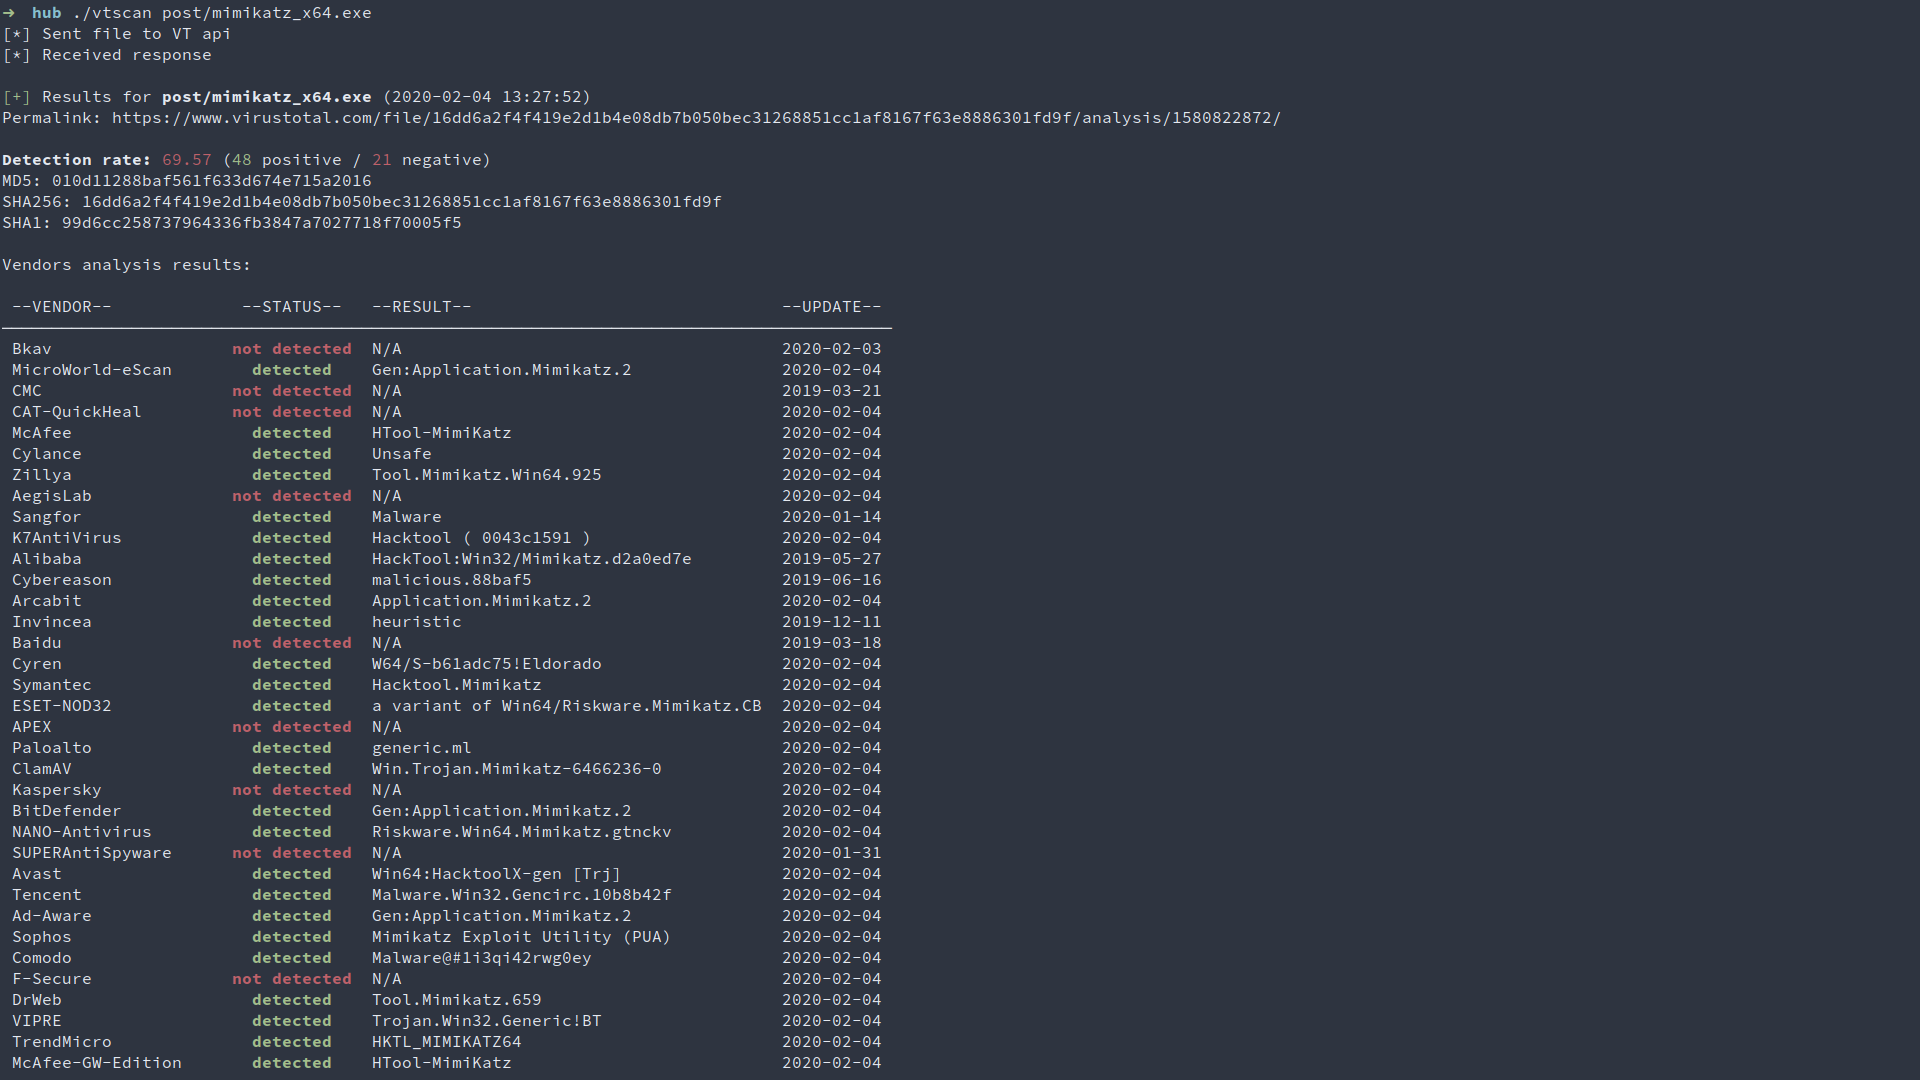 ➜ hub ./vtscan post/mimikatz_x64.exe
[*] Sent file to VT api
[*] Received response
[+] Results for post/mimikatz_x64.exe (2020-02-04 13:27:52)
Permalink: https://www.virustotal.com/file/16dd6a2f4f419e2d1b4e08db7b050bec31268851cc1af8167f63e8886301fd9f/analysis/1580822872/
Detection rate: 69.57 (48 positive / 21 negative)
MD5: 010d11288baf561f633d674e715a2016
SHA256: 16dd6a2f4f419e2d1b4e08db7b050bec31268851cc1af8167f63e8886301fd9f
SHA1: 99d6cc258737964336fb3847a7027718f70005f5
Vendors analysis results:
--VENDOR-- --STATUS-- --RESULT-- --UPDATE--
Bkav not detected N/A 2020-02-03
MicroWorld-eScan detected Gen:Application.Mimikatz.2 2020-02-04
CMC not detected N/A 2019-03-21
CAT-QuickHeal not detected N/A 2020-02-04
McAfee detected HTool-MimiKatz 2020-02-04
Cylance detected Unsafe 2020-02-04
Zillya detected Tool.Mimikatz.Win64.925 2020-02-04
AegisLab not detected N/A 2020-02-04
Sangfor detected Malware 2020-01-14
K7AntiVirus detected Hacktool ( 0043c1591 ) 2020-02-04
Alibaba detected HackTool:Win32/Mimikatz.d2a0ed7e 2019-05-27
Cybereason detected malicious.88baf5 2019-06-16
Arcabit detected Application.Mimikatz.2 2020-02-04
Invincea detected heuristic 2019-12-11
Baidu not detected N/A 2019-03-18
Cyren detected W64/S-b61adc75!Eldorado 2020-02-04
Symantec detected Hacktool.Mimikatz 2020-02-04
ESET-NOD32 detected a variant of Win64/Riskware.Mimikatz.CB 2020-02-04
APEX not detected N/A 2020-02-04
Paloalto detected generic.ml 2020-02-04
ClamAV detected Win.Trojan.Mimikatz-6466236-0 2020-02-04
Kaspersky not detected N/A 2020-02-04
BitDefender detected Gen:Application.Mimikatz.2 2020-02-04
NANO-Antivirus detected Riskware.Win64.Mimikatz.gtnckv 2020-02-04
SUPERAntiSpyware not detected N/A 2020-01-31
Avast detected Win64:HacktoolX-gen [Trj] 2020-02-04
Tencent detected Malware.Win32.Gencirc.10b8b42f 2020-02-04
Ad-Aware detected Gen:Application.Mimikatz.2 2020-02-04
Sophos detected Mimikatz Exploit Utility (PUA) 2020-02-04
Comodo detected Malware@#1i3qi42rwg0ey 2020-02-04
F-Secure not detected N/A 2020-02-04
DrWeb detected Tool.Mimikatz.659 2020-02-04
VIPRE detected Trojan.Win32.Generic!BT 2020-02-04
TrendMicro detected HKTL_MIMIKATZ64 2020-02-04
McAfee-GW-Edition detected HTool-MimiKatz 2020-02-04